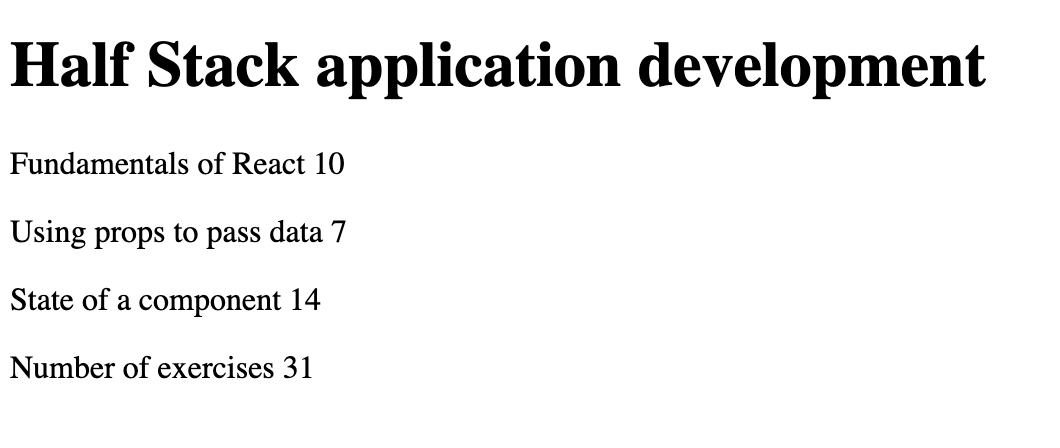 Half Stack application development
Fundamentals of React 10
Using props to pass data 7
State of a component 14
Number of exercises 31